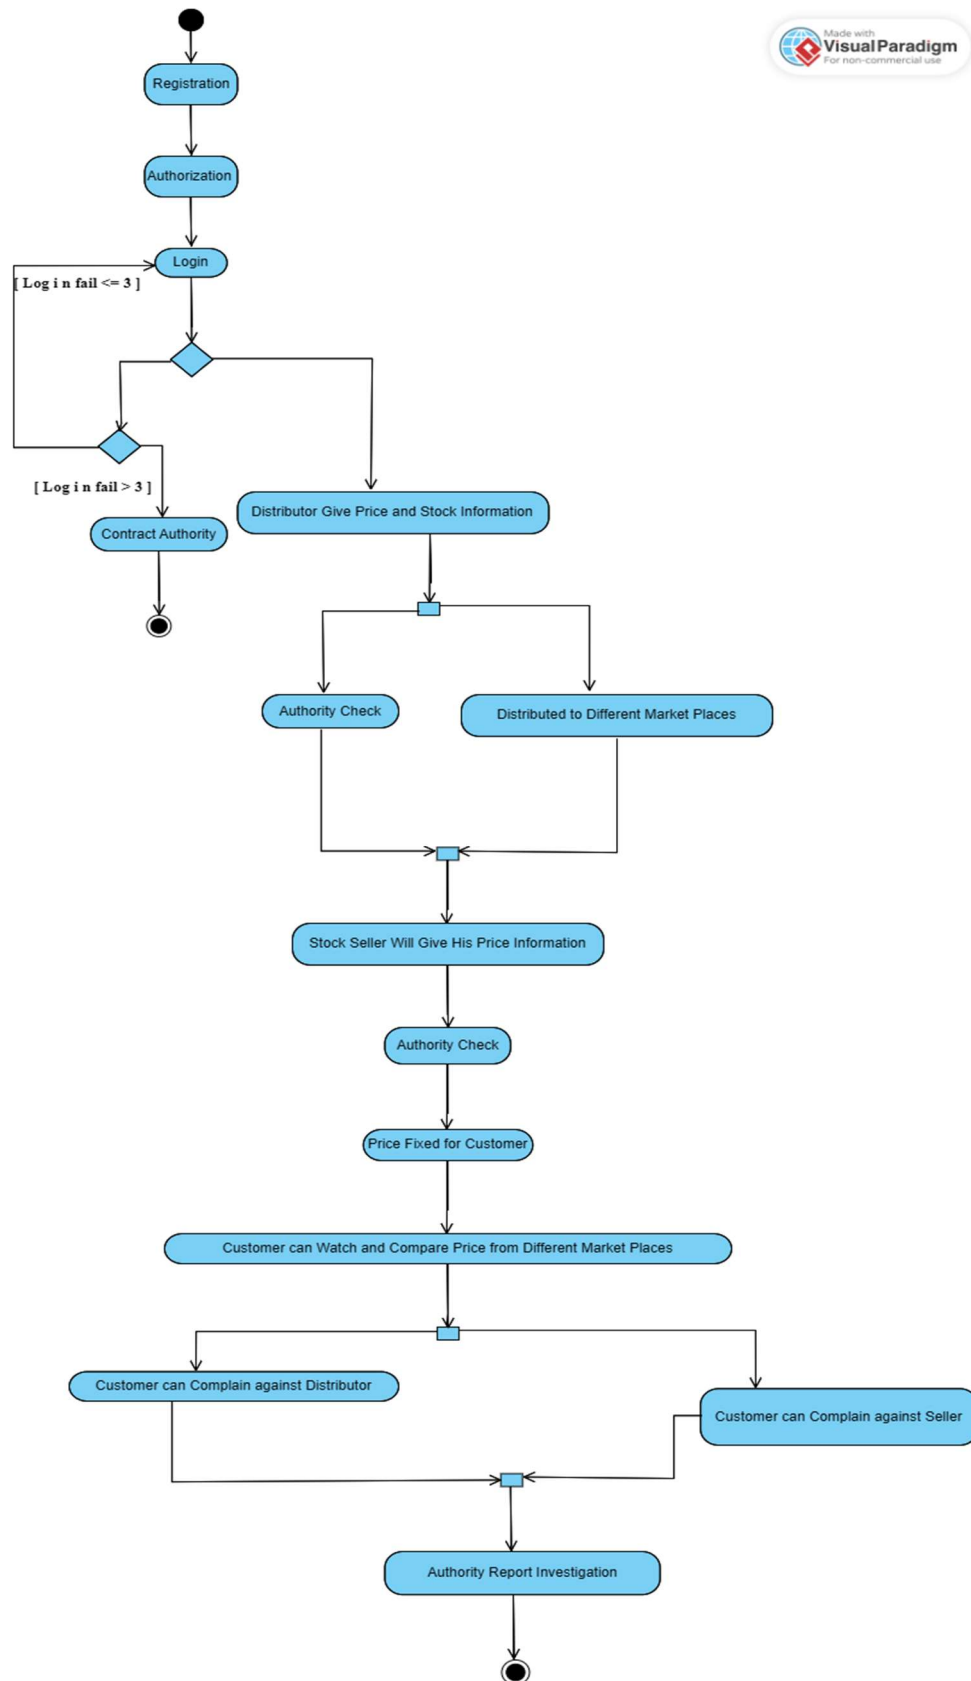 Made with
Visual Paradigm
For non-commercial use
Registration
Authorization
Login
[ Log i n fail <= 3 ]
[ Log i n fail > 3 ]
Distributor Give Price and Stock Information
Contract Authority
Authority Check
Distributed to Different Market Places
Stock Seller Will Give His Price Information
Authority Check
Price Fixed for Customer
Customer can Watch and Compare Price from Different Market Places
Customer can Complain against Distributor
Customer can Complain against Seller
Authority Report Investigation